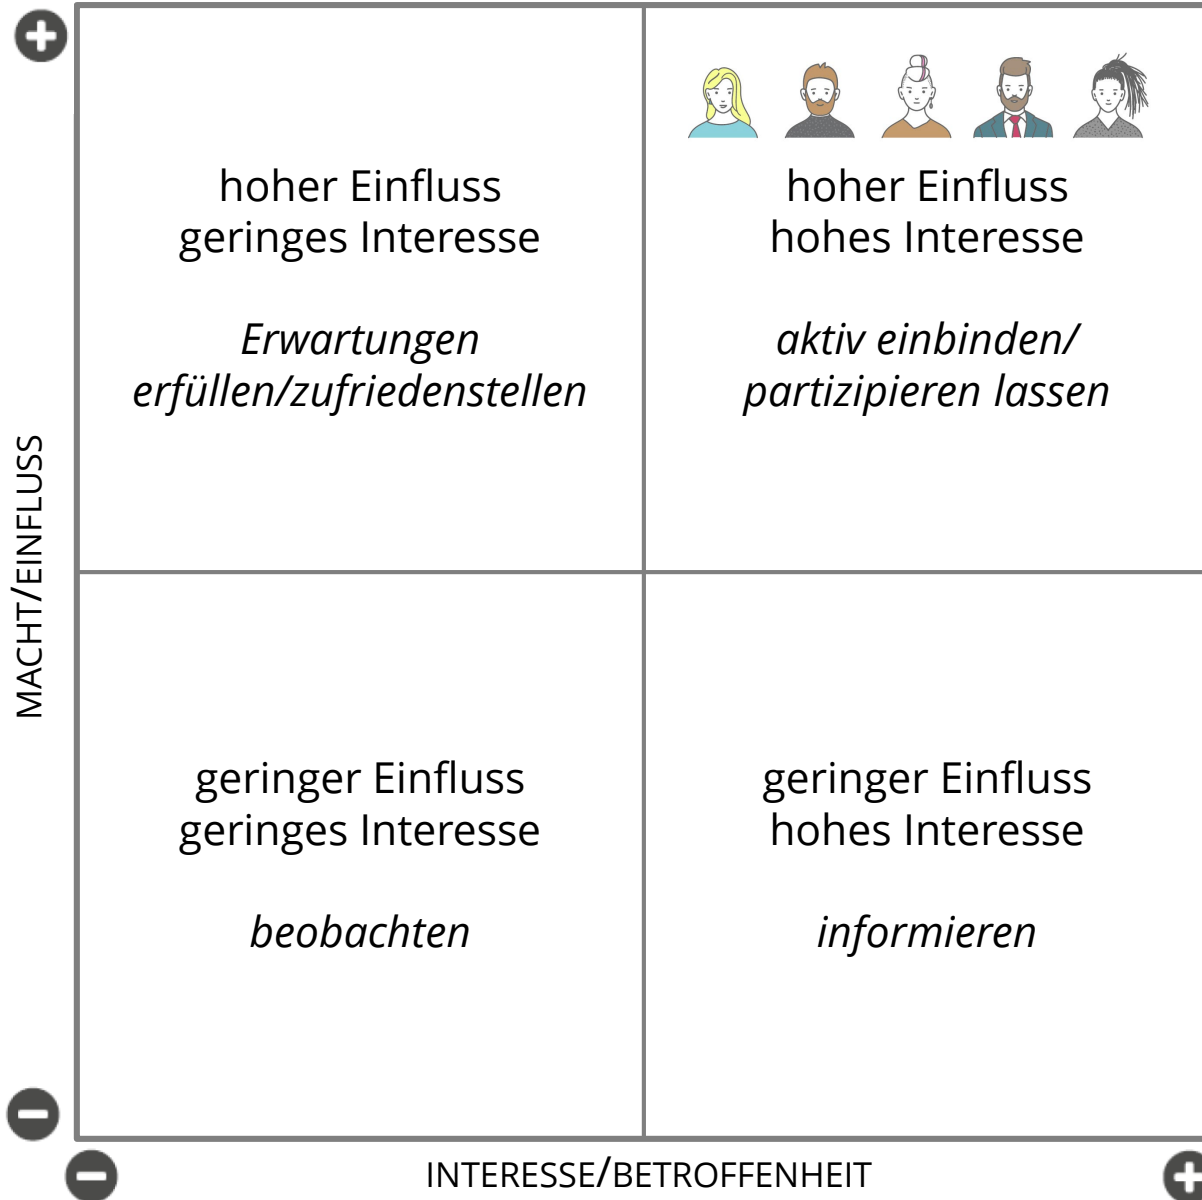 hoher Einfluss
geringes Interesse
Erwartungen
erfüllen/zufriedenstellen
hoher Einfluss
hohes Interesse
aktiv einbinden/
partizipieren lassen
MACHT/EINFLUSS
geringer Einfluss
geringes Interesse
beobachten
geringer Einfluss
hohes Interesse
informieren
INTERESSE/BETROFFENHEIT